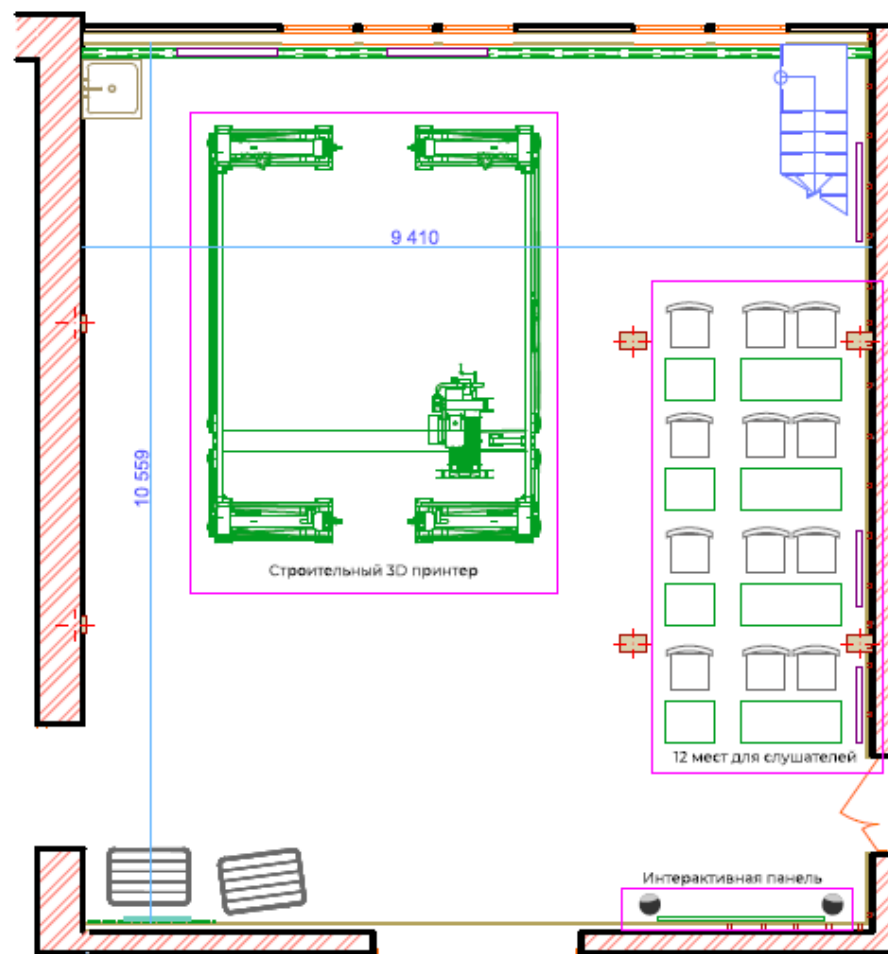 9 410
10 559
Строительный 3D принтер
12 мест для слушателей
Интерактивная панель